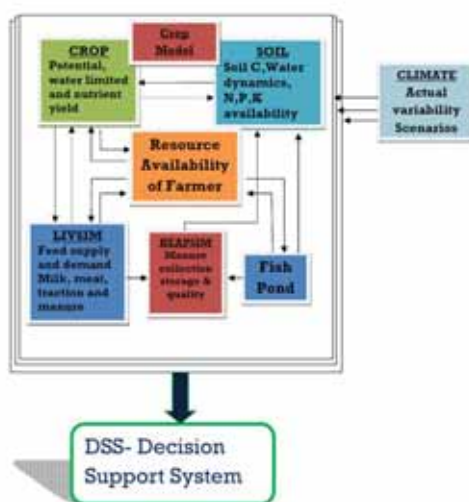 CROP
Potential,
water limited
and nutrient
yield
Crop
Model
SOIL
Soil C,Water
dynamics,
N,P,K
availability
CLIMATE
Actual
variability
Scenarios
Resource
Availability
of Farmer
LIVSIM
Feed supply
and demand
Milk, meat,
traction and
manure
HEAPSIM
Manure
collection
storage &
quality
Fish
Pond
DSS- Decision
Support System